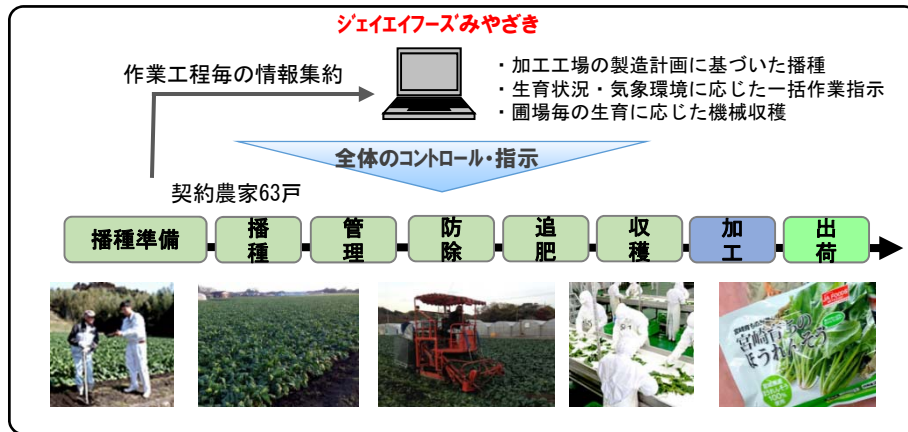 ｼﾞｪｲｴｲﾌｰｽﾞみやざき
作業工程毎の情報集約
・加工工場の製造計画に基づいた播種
・生育状況・気象環境に応じた一括作業指示
・圃場毎の生育に応じた機械収穫
全体のｺﾝﾄﾛｰﾙ・指示
契約農家63戸
播種準備
播種
管理
防除
追肥
収穫
加工
出荷
JA FOODS
宮崎育ちの
ほうれんそう
100%